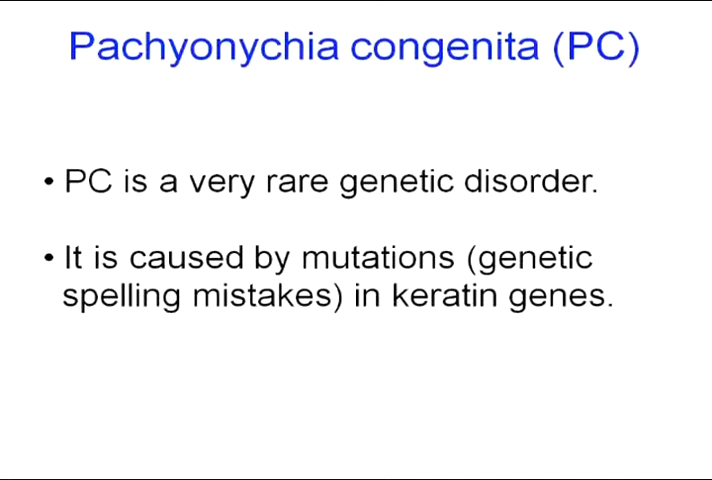 Pachyonychia congenita (PC)
• PC is a very rare genetic disorder.
• It is caused by mutations (genetic
spelling mistakes) in keratin genes.